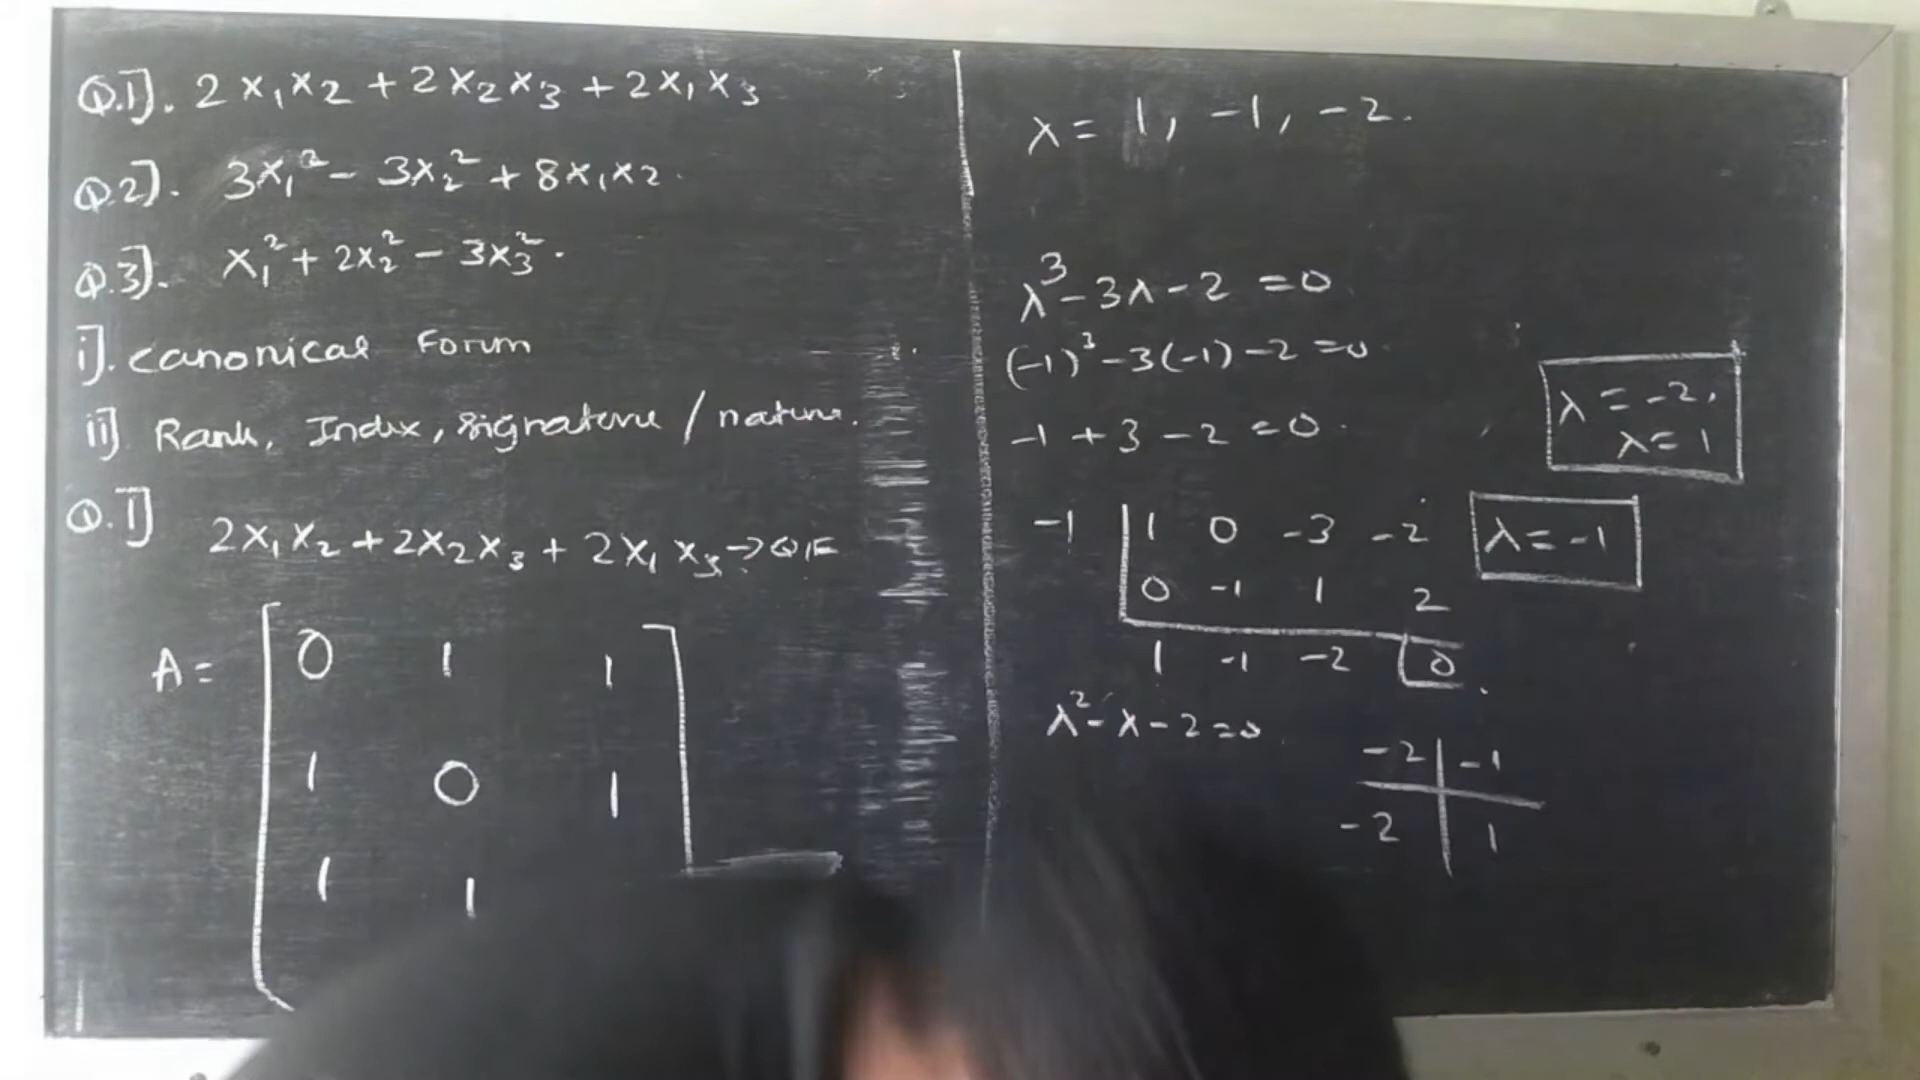 Q.1]. 2x₁x₂ + 2x₂x₃ + 2x₁x₃
Q.2]. 3x₁² - 3x₂² + 8x₁x₂.
Q.3]. x₁² + 2x₂² - 3x₃².
i]. canonical Form
ii] Rank, Index, signature / nature.
Q.1] 2x₁x₂ + 2x₂x₃ + 2x₁x₃ → Q.F
A = [ 0 1 1
1 0 1
1 1
λ = 1, -1, -2.
λ³ - 3λ - 2 = 0
(-1)³ - 3(-1) - 2 = 0
-1 + 3 - 2 = 0.
λ = -2,
λ = 1
-1 | 1 0 -3 -2
0 -1 1 2
1 -1 -2 | 0
λ = -1
λ² - λ - 2 = 0
-2 | -1
-2 | 1